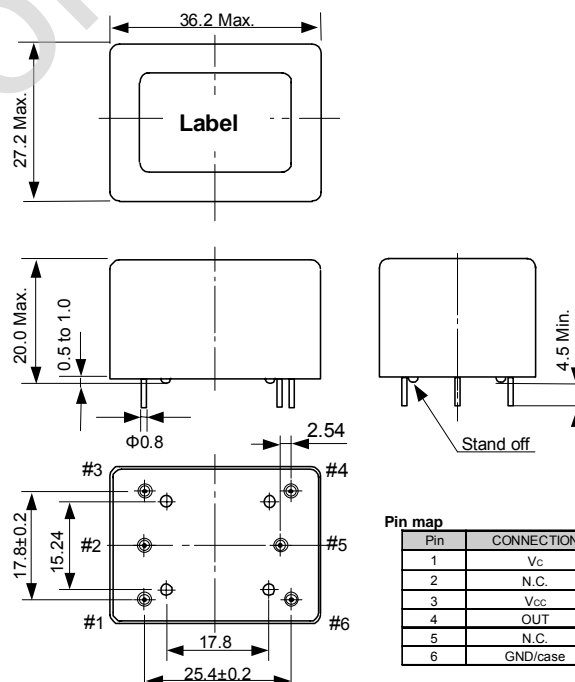 36.2 Max.
27.2 Max.
Label
20.0 Max.
0.5 to 1.0
4.5 Min.
Φ0.8
2.54
Stand off
#3
#4
17.8±0.2
15.24
#2
#5
#1
#6
17.8
25.4±0.2
Pin map
Pin CONNECTION
1 Vc
2 N.C.
3 Vcc
4 OUT
5 N.C.
6 GND/case